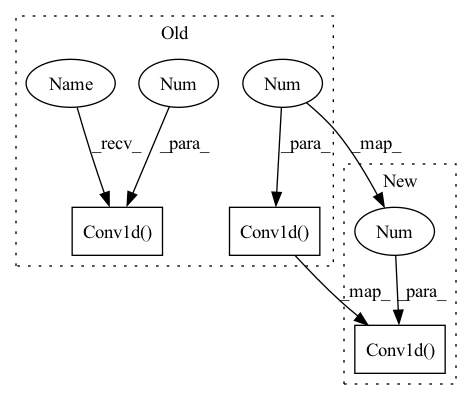 Old
Name
Num
Num
_recv_
_para_
_para_
_map_
New
Conv1d()
Conv1d()
Num
_map_
_para_
Conv1d()